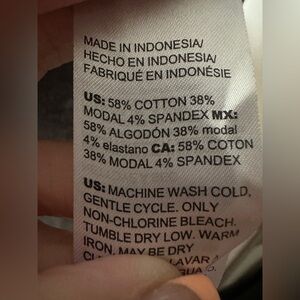 MADE IN INDONESIA/
HECHO EN INDONESIA/
FABRIQUÉ EN INDONÉSIE
US: 58% COTTON 38%
MODAL 4% SPANDEX MX:
58% ALGODÓN 38% modal
4% elastano CA: 58% COTON
38% MODAL 4% SPANDEX
US: MACHINE WASH COLD,
GENTLE CYCLE. ONLY
NON-CHLORINE BLEACH.
TUMBLE DRY LOW. WARM
IRON. MAY BE DRY
LAVAR